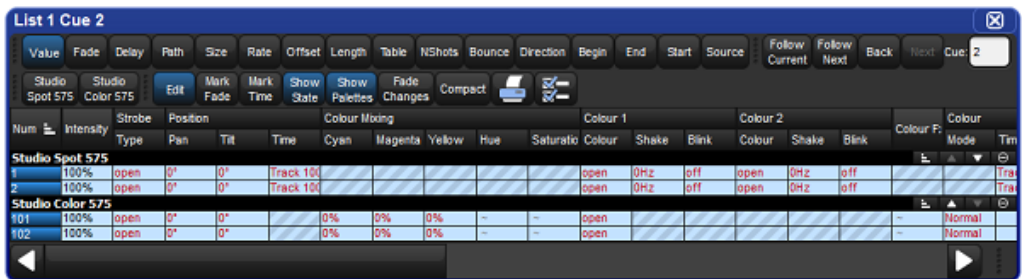 List 1 Cue 2
Value Fade Delay Path Size Rate Offset Length Table NShots Bounce Direction Begin End Start Source Follow Current Follow Next Back Next Cue: 2
Studio Spot 575 Studio Color 575 Edit Mark Fade Mark Time Show State Show Palettes Fade Changes Compact
Num Intensity Strobe Position Colour Mixing Colour 1 Colour 2 Colour F: Colour
Type Pan Tilt Time Cyan Magenta Yellow Hue Saturatio Colour Shake Blink Colour Shake Blink Mode Tim
Studio Spot 575
1 100% open 0° 0° Track 100 open 0Hz off open 0Hz off Tra
2 100% open 0° 0° Track 100 open 0Hz off open 0Hz off Tra
Studio Color 575
101 100% open 0° 0° 0% 0% 0% ~ ~ open ~ Normal
102 100% open 0° 0° 0% 0% 0% ~ ~ open ~ Normal